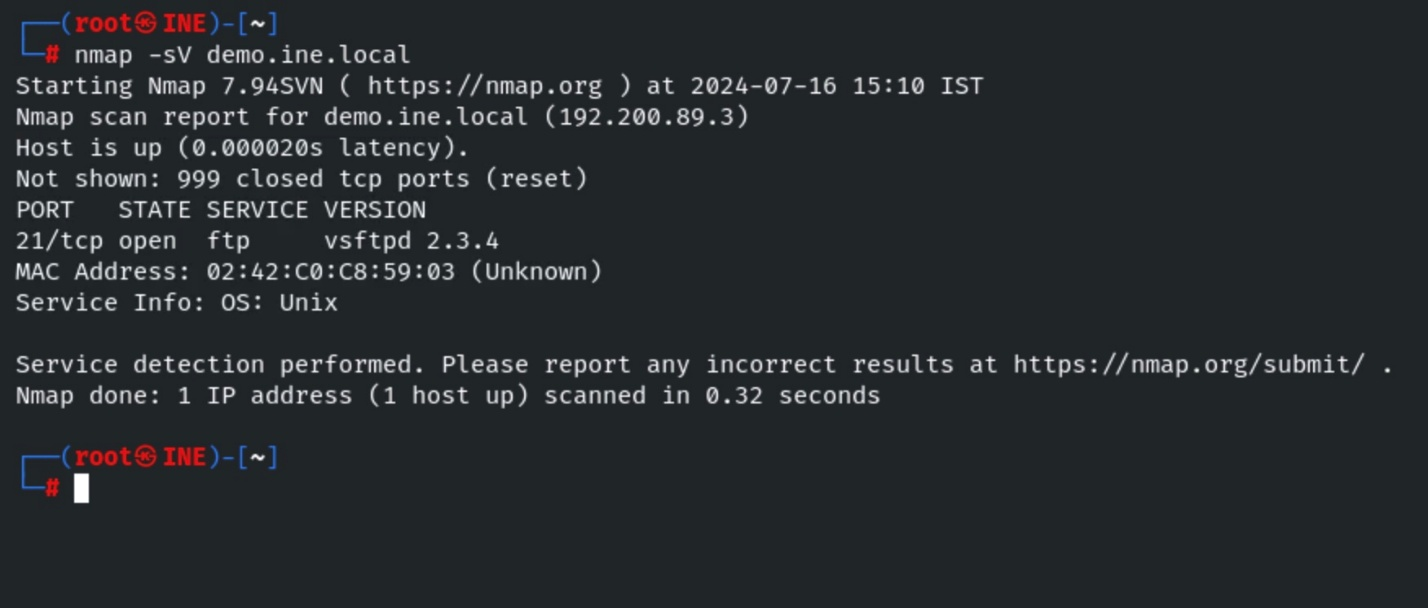 ┌──(root㉿INE)-[~]
└─# nmap -sV demo.ine.local
Starting Nmap 7.94SVN ( https://nmap.org ) at 2024-07-16 15:10 IST
Nmap scan report for demo.ine.local (192.200.89.3)
Host is up (0.000020s latency).
Not shown: 999 closed tcp ports (reset)
PORT   STATE SERVICE VERSION
21/tcp open  ftp     vsftpd 2.3.4
MAC Address: 02:42:C0:C8:59:03 (Unknown)
Service Info: OS: Unix

Service detection performed. Please report any incorrect results at https://nmap.org/submit/ .
Nmap done: 1 IP address (1 host up) scanned in 0.32 seconds

┌──(root㉿INE)-[~]
└─#